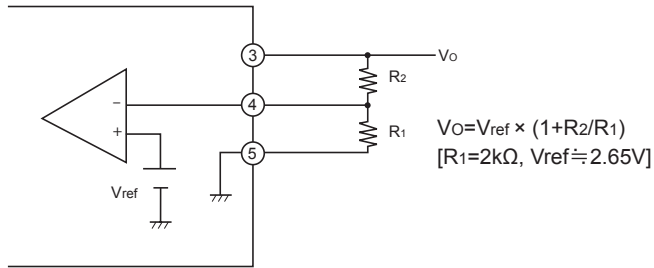 3
Vo
R2
−
4
+
R1
Vo=Vref × (1+R2/R1)
5
[R1=2kΩ, Vref≒2.65V]
Vref